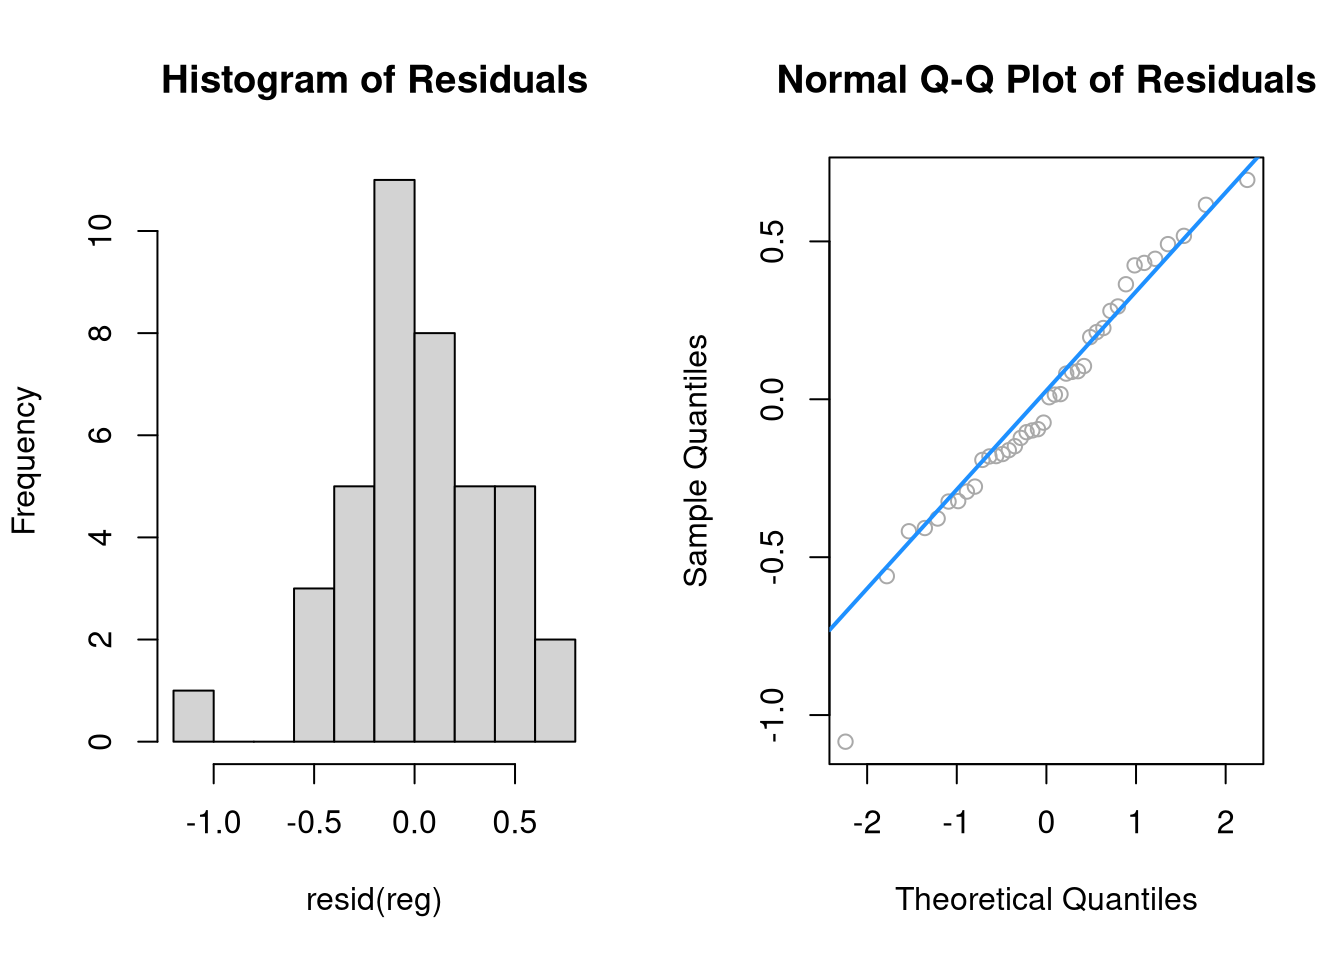 Histogram of Residuals
Frequency
0 2 4 6 8 10
-1.0 -0.5 0.0 0.5
resid(reg)
Normal Q-Q Plot of Residuals
Sample Quantiles
-1.0 -0.5 0.0 0.5
-2 -1 0 1 2
Theoretical Quantiles